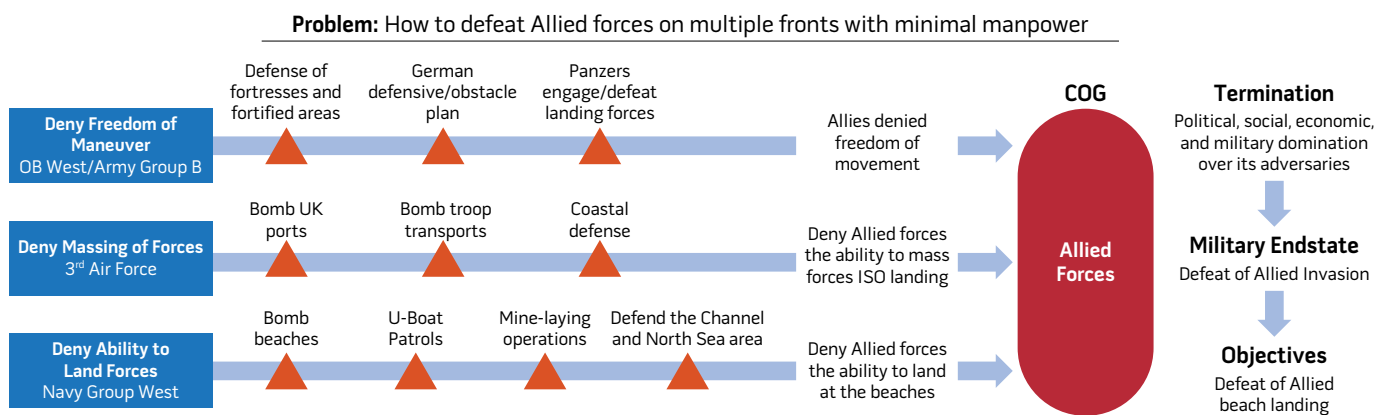 Problem: How to defeat Allied forces on multiple fronts with minimal manpower
Deny Freedom of
Maneuver
OB West/Army Group B
Defense of
fortresses and
fortified areas
German
defensive/obstacle
plan
Panzers
engage/defeat
landing forces
Allies denied
freedom of
movement
Deny Massing of Forces
3rd Air Force
Bomb UK
ports
Bomb troop
transports
Coastal
defense
Deny Allied forces
the ability to mass
forces ISO landing
Deny Ability to
Land Forces
Navy Group West
Bomb
beaches
U-Boat
Patrols
Mine-laying
operations
Defend the Channel
and North Sea area
Deny Allied forces
the ability to land
at the beaches
COG
Allied
Forces
Termination
Political, social, economic,
and military domination
over its adversaries
Military Endstate
Defeat of Allied Invasion
Objectives
Defeat of Allied
beach landing